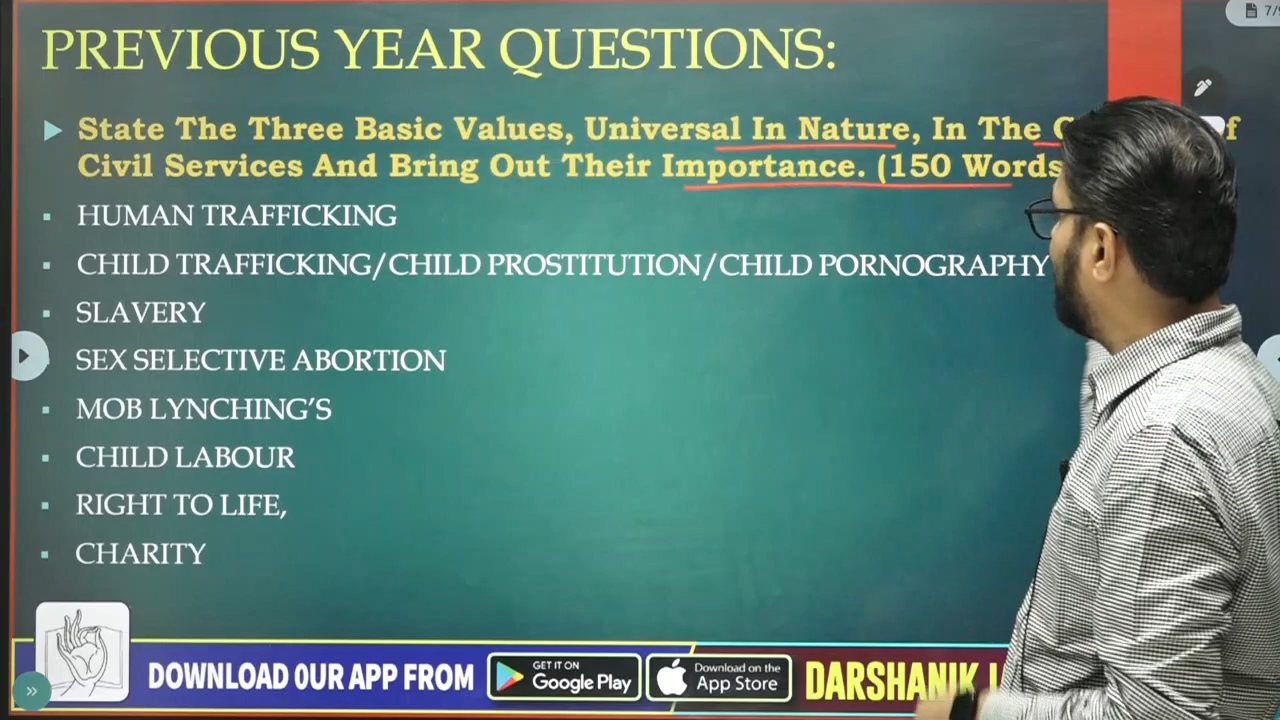 7/
PREVIOUS YEAR QUESTIONS:
State The Three Basic Values, Universal In Nature, In The
Civil Services And Bring Out Their Importance. (150 Words
HUMAN TRAFFICKING
CHILD TRAFFICKING/CHILD PROSTITUTION/CHILD PORNOGRAPHY
SLAVERY
SEX SELECTIVE ABORTION
MOB LYNCHING'S
CHILD LABOUR
RIGHT TO LIFE,
CHARITY
DOWNLOAD OUR APP FROM
GET IT ON
Google Play
Download on the
App Store
DARSHANIK